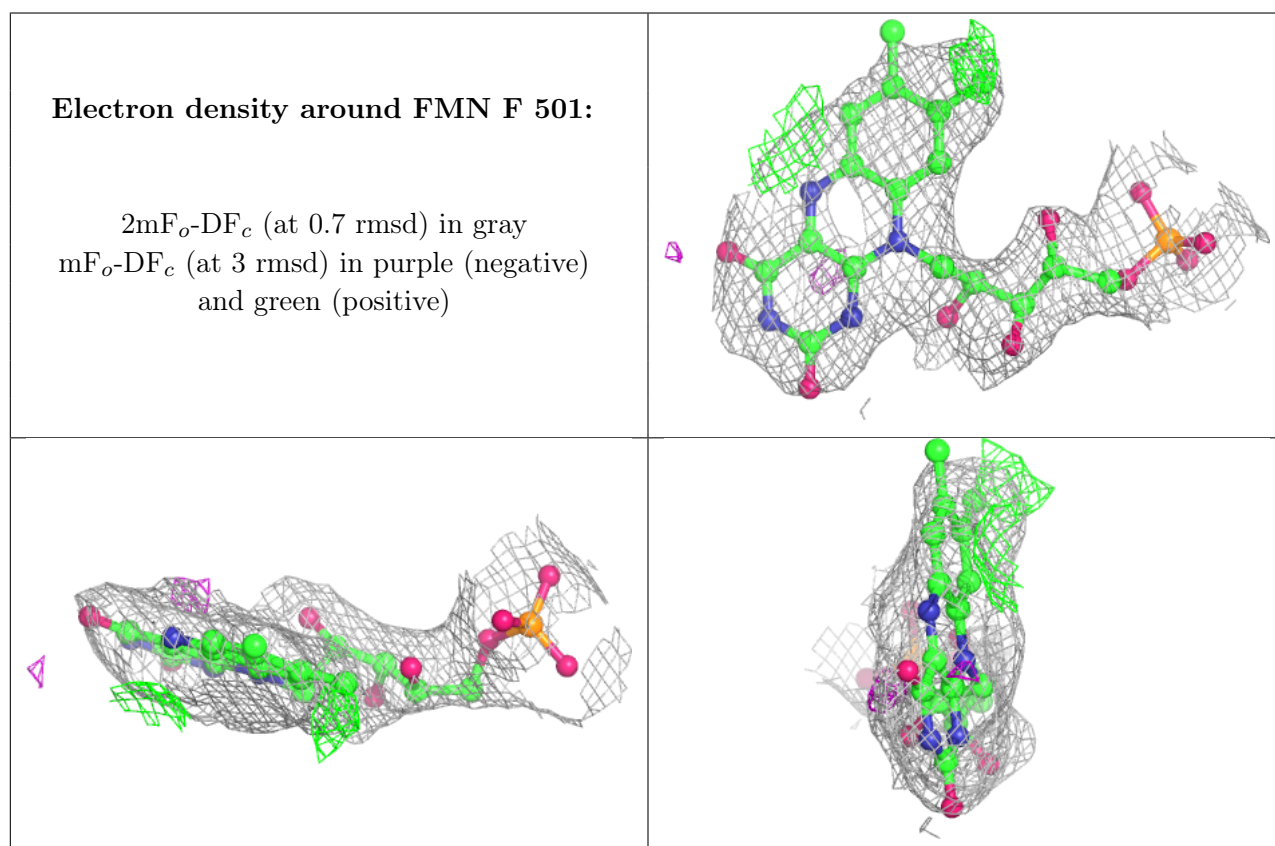 Electron density around FMN F 501:
2mFo-DFc (at 0.7 rmsd) in gray
mFo-DFc (at 3 rmsd) in purple (negative)
and green (positive)